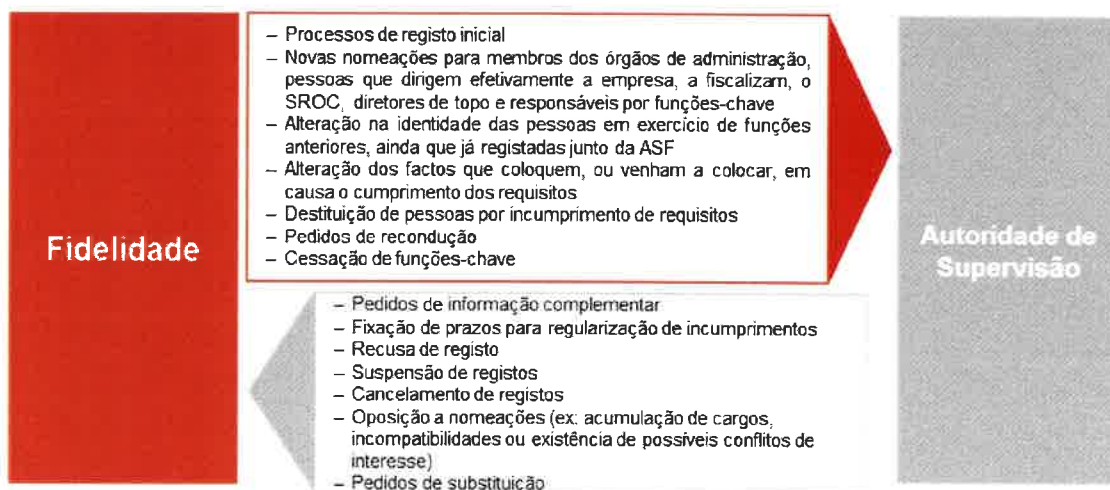 Fidelidade
– Processos de registo inicial
– Novas nomeações para membros dos órgãos de administração,
pessoas que dirigem efetivamente a empresa, a fiscalizam, o
SROC, diretores de topo e responsáveis por funções-chave
– Alteração na identidade das pessoas em exercício de funções
anteriores, ainda que já registadas junto da ASF
– Alteração dos factos que coloquem, ou venham a colocar, em
causa o cumprimento dos requisitos
– Destituição de pessoas por incumprimento de requisitos
– Pedidos de recondução
– Cessação de funções-chave
– Pedidos de informação complementar
– Fixação de prazos para regularização de incumprimentos
– Recusa de registo
– Suspensão de registos
– Cancelamento de registos
– Oposição a nomeações (ex: acumulação de cargos,
incompatibilidades ou existência de possíveis conflitos de
interesse)
– Pedidos de substituição
Autoridade de
Supervisão